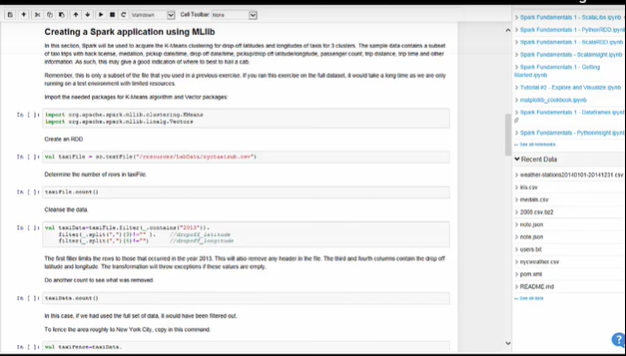 Markdown
Cell Toolbar: None
Creating a Spark application using MLlib
In this section, Spark will be used to acquire the K-Means clustering for drop-off latitudes and longitudes of taxis for 3 clusters. The sample data contains a subset
of taxi trips with hack license, medallion, pickup date/time, drop off date/time, pickup/drop off latitude/longitude, passenger count, trip distance, trip time and other
information. As such, this may give a good indication of where to best to hail a cab.
Remember, this is only a subset of the file that you used in a previous exercise. If you ran this exercise on the full dataset, it would take a long time as we are only
running on a test environment with limited resources.
Import the needed packages for K-Means algorithm and Vector packages:
In [ ]: import org.apache.spark.mllib.clustering.KMeans
import org.apache.spark.mllib.linalg.Vectors
Create an RDD
In [ ]: val taxiFile = sc.textFile("/resources/LabData/nyctaxisub.csv")
Determine the number of rows in taxiFile.
In [ ]: taxiFile.count()
Cleanse the data.
In [ ]: val taxiData=taxiFile.filter(_.contains("2013")).
filter(_.split(",")(3)!="" ). //dropoff_latitude
filter(_.split(",")(4)!="") //dropoff_longitude
The first filter limits the rows to those that occurred in the year 2013. This will also remove any header in the file. The third and fourth columns contain the drop off
latitude and longitude. The transformation will throw exceptions if these values are empty.
Do another count to see what was removed.
In [ ]: taxiData.count()
In this case, if we had used the full set of data, it would have been filtered out.
To fence the area roughly to New York City, copy in this command:
In [ ]: val taxiFence=taxiData.
Spark Fundamentals 1 - ScalaLibs.ipynb
Spark Fundamentals 1 - PythonRDD.ipynb
Spark Fundamentals 1 - ScalaRDD.ipynb
Spark Fundamentals - ScalaInsight.ipynb
Spark Fundamentals 1 - Getting
Started.ipynb
Tutorial #2 - Explore and Visualize.ipynb
matplotlib_cookbook.ipynb
Spark Fundamentals 1 - Dataframes.ipynb
Spark Fundamentals - PythonInsight.ipynb
See all notebooks
Recent Data
weather-stations20140101-20141231.csv
iris.csv
medals.csv
2008.csv.bz2
note.json
note.json
users.txt
nycweather.csv
pom.xml
README.md
See all data
?